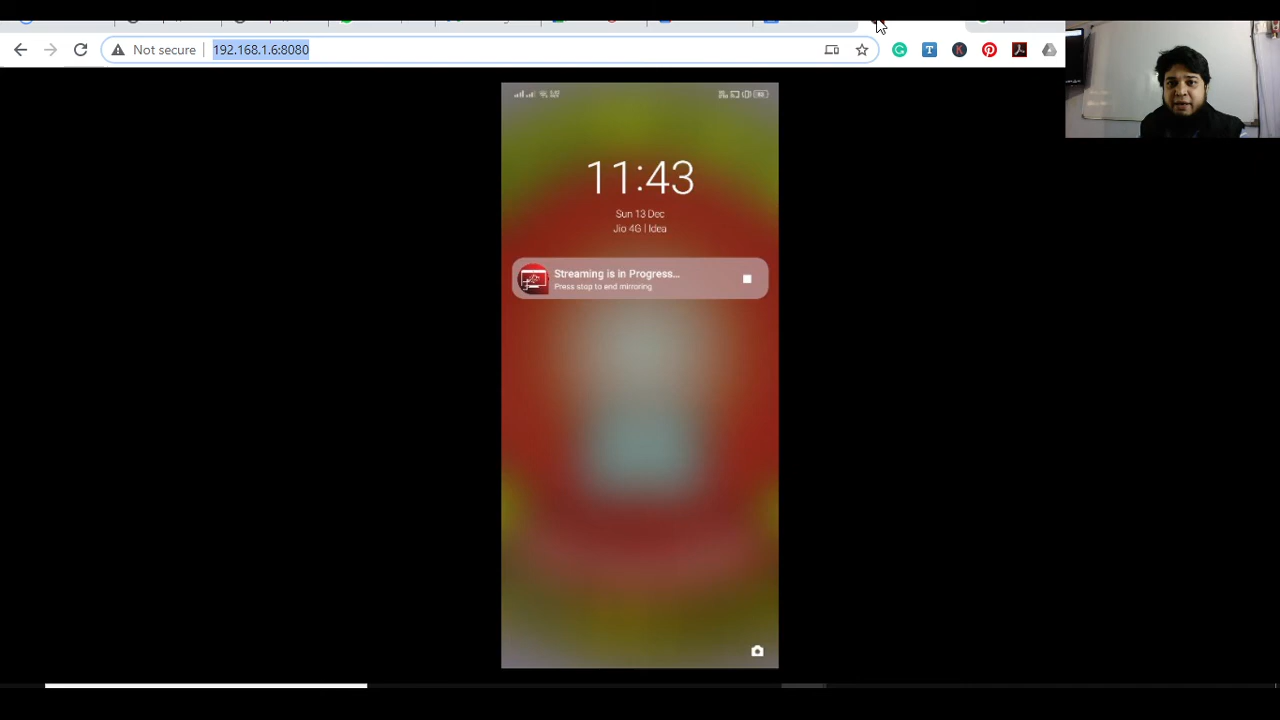 Not secure
192.168.1.6:8080
11:43
Sun 13 Dec
Jio 4G | Idea
Streaming is in Progress...
Press stop to end mirroring